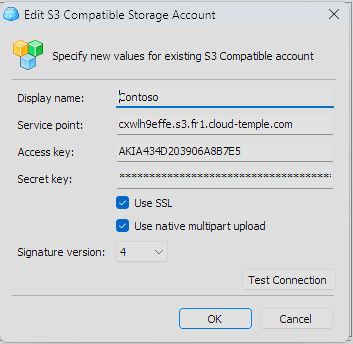 Edit S3 Compatible Storage Account
Specify new values for existing S3 Compatible account
Display name: Contoso
Service point: cxwlh9effe.s3.fr1.cloud-temple.com
Access key: AKIA434D203906A8B7E5
Secret key: ************************************
Use SSL
Use native multipart upload
Signature version: 4
Test Connection
OK Cancel